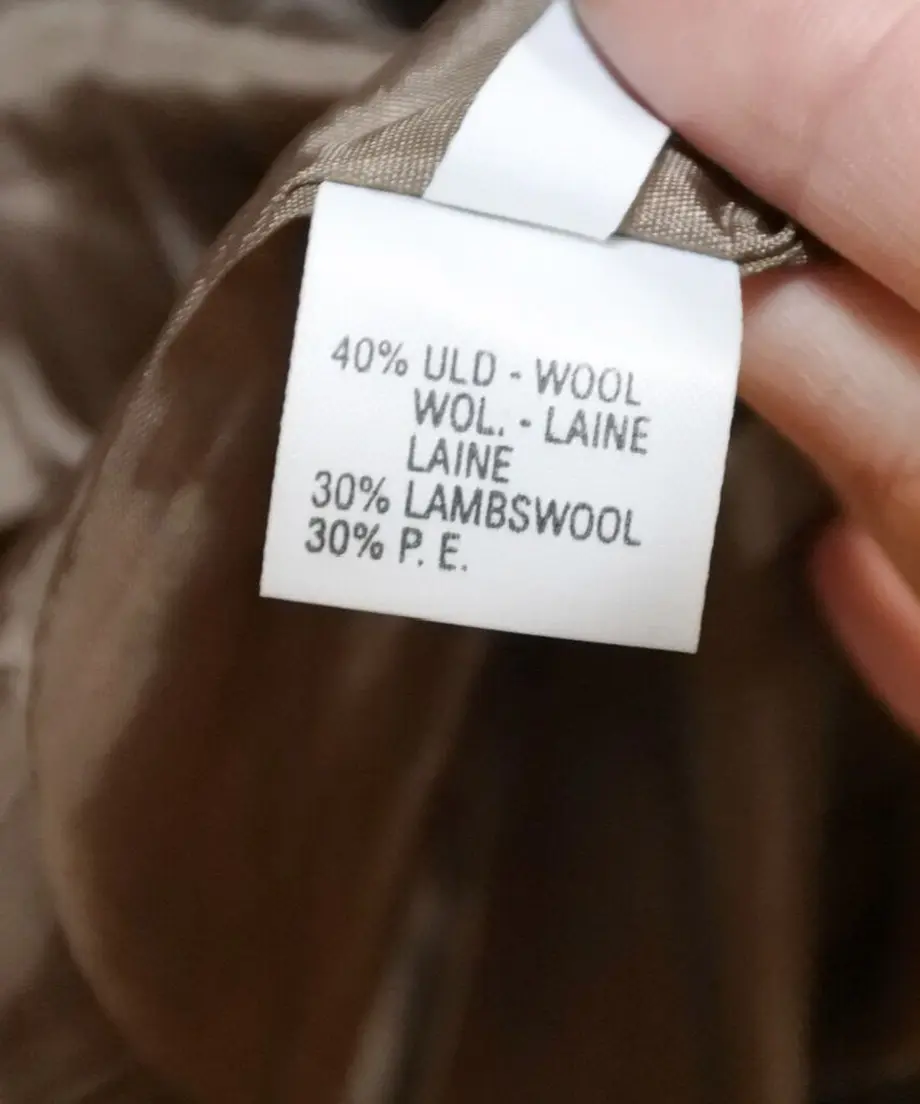 40% ULD - WOOL
WOL. - LAINE
LAINE
30% LAMBSWOOL
30% P. E.